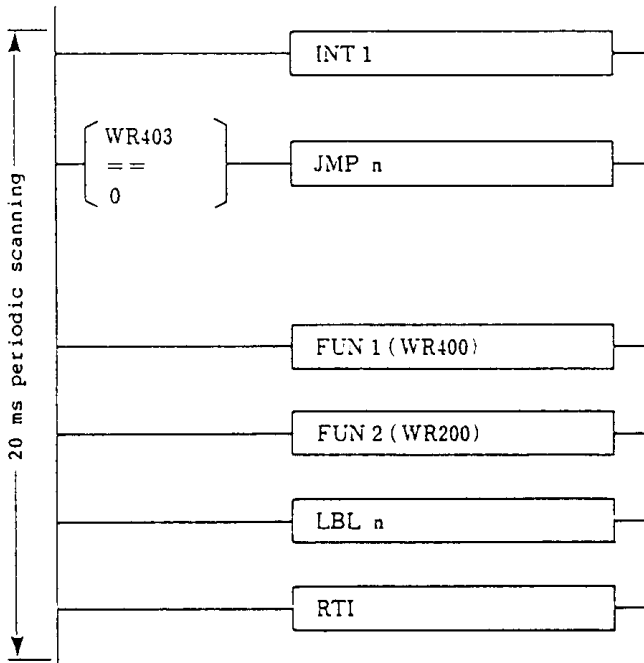 INT 1
WR403
==
0
JMP n
20 ms periodic scanning
FUN 1 (WR400)
FUN 2 (WR200)
LBL n
RTI